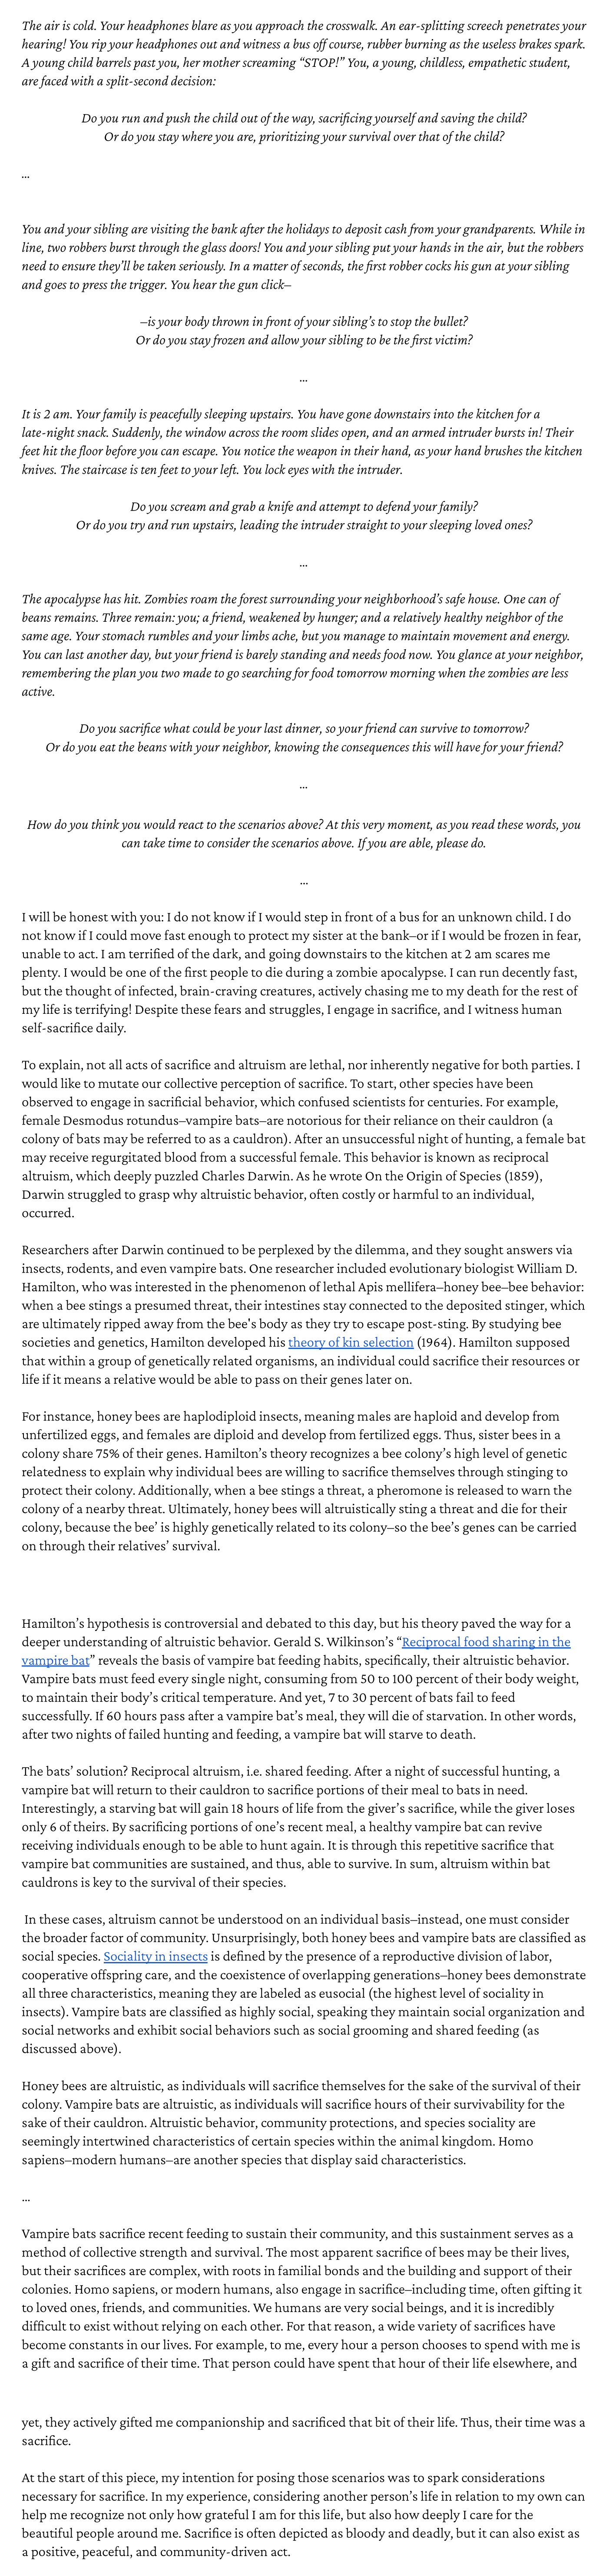 The air is cold. Your headphones blare as you approach the crosswalk. An ear-splitting screech penetrates your
hearing! You rip your headphones out and witness a bus off course, rubber burning as the useless brakes spark.
A young child barrels past you, her mother screaming “STOP!” You, a young, childless, empathetic student,
are faced with a split-second decision:
Do you run and push the child out of the way, sacrificing yourself and saving the child?
Or do you stay where you are, prioritizing your survival over that of the child?
...
You and your sibling are visiting the bank after the holidays to deposit cash from your grandparents. While in
line, two robbers burst through the glass doors! You and your sibling put your hands in the air, but the robbers
need to ensure they’ll be taken seriously. In a matter of seconds, the first robber cocks his gun at your sibling
and goes to press the trigger. You hear the gun click–
–is your body thrown in front of your sibling’s to stop the bullet?
Or do you stay frozen and allow your sibling to be the first victim?
...
It is 2 am. Your family is peacefully sleeping upstairs. You have gone downstairs into the kitchen for a
late-night snack. Suddenly, the window across the room slides open, and an armed intruder bursts in! Their
feet hit the floor before you can escape. You notice the weapon in their hand, as your hand brushes the kitchen
knives. The staircase is ten feet to your left. You lock eyes with the intruder.
Do you scream and grab a knife and attempt to defend your family?
Or do you try and run upstairs, leading the intruder straight to your sleeping loved ones?
...
The apocalypse has hit. Zombies roam the forest surrounding your neighborhood’s safe house. One can of
beans remains. Three remain: you; a friend, weakened by hunger; and a relatively healthy neighbor of the
same age. Your stomach rumbles and your limbs ache, but you manage to maintain movement and energy.
You can last another day, but your friend is barely standing and needs food now. You glance at your neighbor,
remembering the plan you two made to go searching for food tomorrow morning when the zombies are less
active.
Do you sacrifice what could be your last dinner, so your friend can survive to tomorrow?
Or do you eat the beans with your neighbor, knowing the consequences this will have for your friend?
...
How do you think you would react to the scenarios above? At this very moment, as you read these words, you
can take time to consider the scenarios above. If you are able, please do.
...
I will be honest with you: I do not know if I would step in front of a bus for an unknown child. I do
not know if I could move fast enough to protect my sister at the bank–or if I would be frozen in fear,
unable to act. I am terrified of the dark, and going downstairs to the kitchen at 2 am scares me
plenty. I would be one of the first people to die during a zombie apocalypse. I can run decently fast,
but the thought of infected, brain-craving creatures, actively chasing me to my death for the rest of
my life is terrifying! Despite these fears and struggles, I engage in sacrifice, and I witness human
self-sacrifice daily.
To explain, not all acts of sacrifice and altruism are lethal, nor inherently negative for both parties. I
would like to mutate our collective perception of sacrifice. To start, other species have been
observed to engage in sacrificial behavior, which confused scientists for centuries. For example,
female Desmodus rotundus–vampire bats–are notorious for their reliance on their cauldron (a
colony of bats may be referred to as a cauldron). After an unsuccessful night of hunting, a female bat
may receive regurgitated blood from a successful female. This behavior is known as reciprocal
altruism, which deeply puzzled Charles Darwin. As he wrote On the Origin of Species (1859),
Darwin struggled to grasp why altruistic behavior, often costly or harmful to an individual,
occurred.
Researchers after Darwin continued to be perplexed by the dilemma, and they sought answers via
insects, rodents, and even vampire bats. One researcher included evolutionary biologist William D.
Hamilton, who was interested in the phenomenon of lethal Apis mellifera–honey bee–bee behavior:
when a bee stings a presumed threat, their intestines stay connected to the deposited stinger, which
are ultimately ripped away from the bee's body as they try to escape post-sting. By studying bee
societies and genetics, Hamilton developed his theory of kin selection (1964). Hamilton supposed
that within a group of genetically related organisms, an individual could sacrifice their resources or
life if it means a relative would be able to pass on their genes later on.
For instance, honey bees are haplodiploid insects, meaning males are haploid and develop from
unfertilized eggs, and females are diploid and develop from fertilized eggs. Thus, sister bees in a
colony share 75% of their genes. Hamilton’s theory recognizes a bee colony’s high level of genetic
relatedness to explain why individual bees are willing to sacrifice themselves through stinging to
protect their colony. Additionally, when a bee stings a threat, a pheromone is released to warn the
colony of a nearby threat. Ultimately, honey bees will altruistically sting a threat and die for their
colony, because the bee’ is highly genetically related to its colony–so the bee’s genes can be carried
on through their relatives’ survival.
Hamilton’s hypothesis is controversial and debated to this day, but his theory paved the way for a
deeper understanding of altruistic behavior. Gerald S. Wilkinson’s “Reciprocal food sharing in the
vampire bat” reveals the basis of vampire bat feeding habits, specifically, their altruistic behavior.
Vampire bats must feed every single night, consuming from 50 to 100 percent of their body weight,
to maintain their body’s critical temperature. And yet, 7 to 30 percent of bats fail to feed
successfully. If 60 hours pass after a vampire bat’s meal, they will die of starvation. In other words,
after two nights of failed hunting and feeding, a vampire bat will starve to death.
The bats’ solution? Reciprocal altruism, i.e. shared feeding. After a night of successful hunting, a
vampire bat will return to their cauldron to sacrifice portions of their meal to bats in need.
Interestingly, a starving bat will gain 18 hours of life from the giver’s sacrifice, while the giver loses
only 6 of theirs. By sacrificing portions of one’s recent meal, a healthy vampire bat can revive
receiving individuals enough to be able to hunt again. It is through this repetitive sacrifice that
vampire bat communities are sustained, and thus, able to survive. In sum, altruism within bat
cauldrons is key to the survival of their species.
In these cases, altruism cannot be understood on an individual basis–instead, one must consider
the broader factor of community. Unsurprisingly, both honey bees and vampire bats are classified as
social species. Sociality in insects is defined by the presence of a reproductive division of labor,
cooperative offspring care, and the coexistence of overlapping generations–honey bees demonstrate
all three characteristics, meaning they are labeled as eusocial (the highest level of sociality in
insects). Vampire bats are classified as highly social, speaking they maintain social organization and
social networks and exhibit social behaviors such as social grooming and shared feeding (as
discussed above).
Honey bees are altruistic, as individuals will sacrifice themselves for the sake of the survival of their
colony. Vampire bats are altruistic, as individuals will sacrifice hours of their survivability for the
sake of their cauldron. Altruistic behavior, community protections, and species sociality are
seemingly intertwined characteristics of certain species within the animal kingdom. Homo
sapiens–modern humans–are another species that display said characteristics.
...
Vampire bats sacrifice recent feeding to sustain their community, and this sustainment serves as a
method of collective strength and survival. The most apparent sacrifice of bees may be their lives,
but their sacrifices are complex, with roots in familial bonds and the building and support of their
colonies. Homo sapiens, or modern humans, also engage in sacrifice–including time, often gifting it
to loved ones, friends, and communities. We humans are very social beings, and it is incredibly
difficult to exist without relying on each other. For that reason, a wide variety of sacrifices have
become constants in our lives. For example, to me, every hour a person chooses to spend with me is
a gift and sacrifice of their time. That person could have spent that hour of their life elsewhere, and
yet, they actively gifted me companionship and sacrificed that bit of their life. Thus, their time was a
sacrifice.
At the start of this piece, my intention for posing those scenarios was to spark considerations
necessary for sacrifice. In my experience, considering another person’s life in relation to my own can
help me recognize not only how grateful I am for this life, but also how deeply I care for the
beautiful people around me. Sacrifice is often depicted as bloody and deadly, but it can also exist as
a positive, peaceful, and community-driven act.